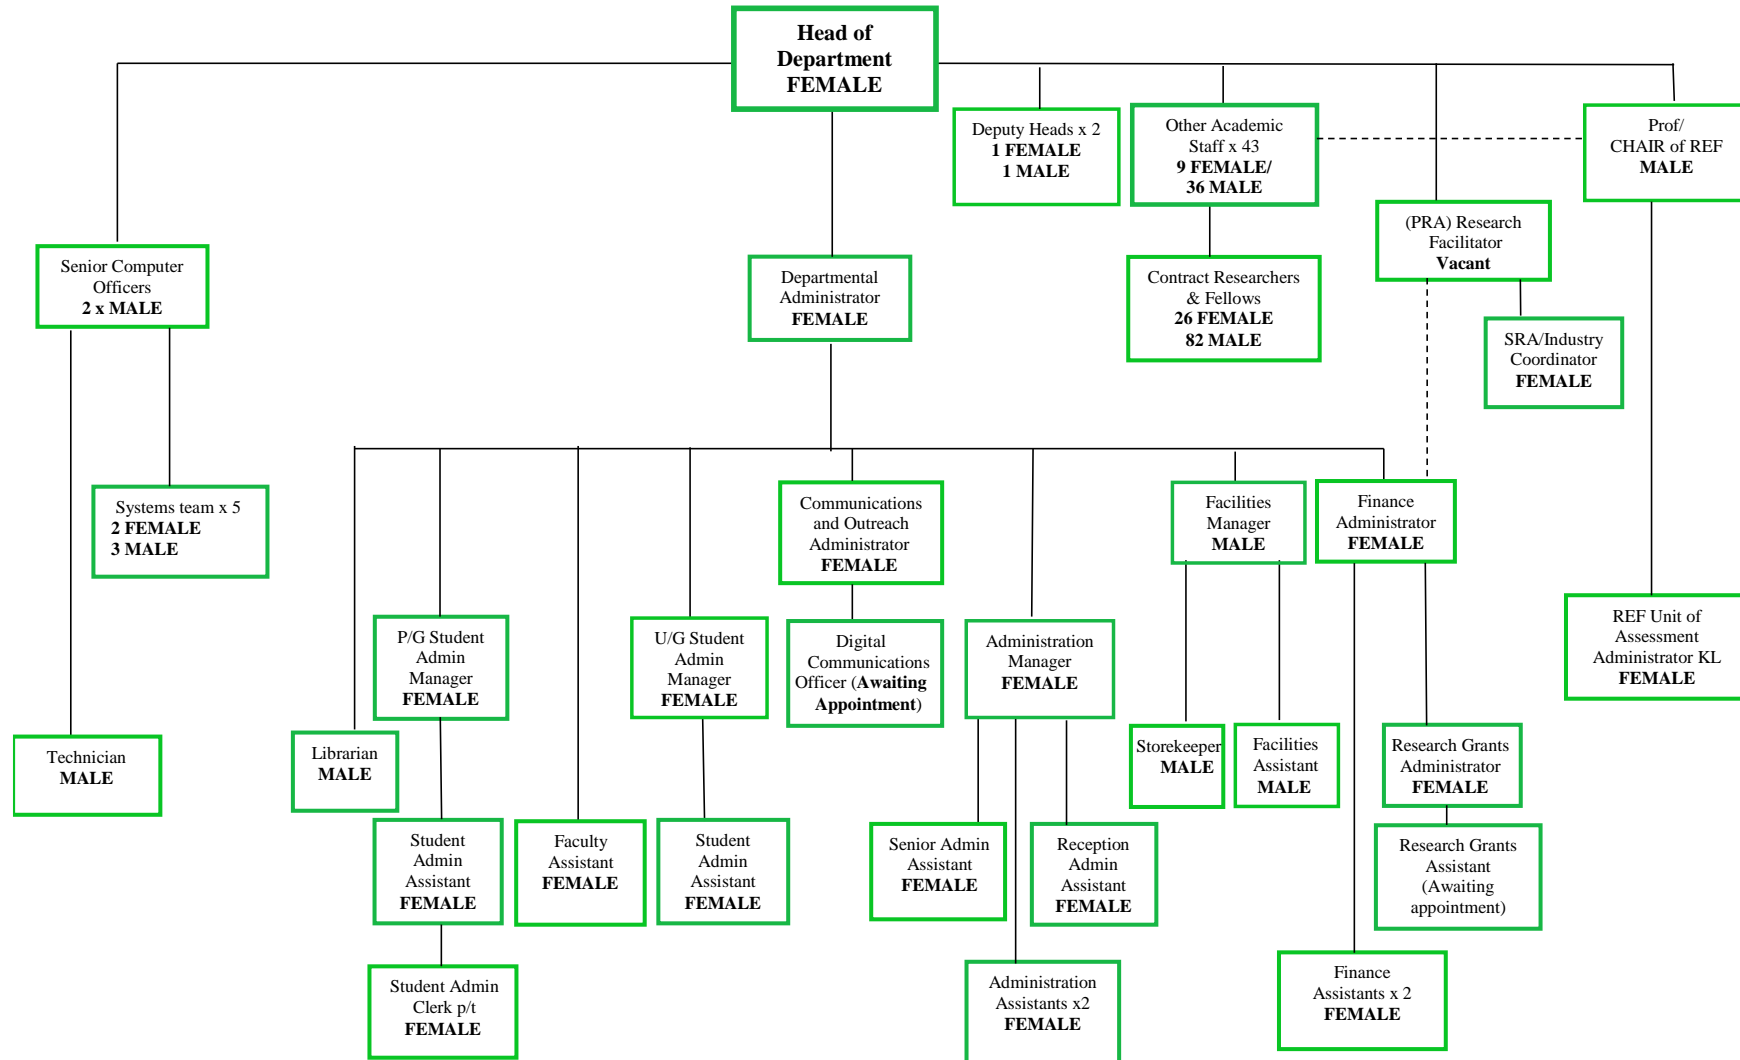 Head of
Department
FEMALE
Deputy Heads x 2
1 FEMALE
1 MALE
Other Academic
Staff x 43
9 FEMALE/
36 MALE
Prof/
CHAIR of REF
MALE
(PRA) Research
Facilitator
Vacant
Senior Computer
Officers
2 x MALE
Departmental
Administrator
FEMALE
Contract Researchers
& Fellows
26 FEMALE
82 MALE
SRA/Industry
Coordinator
FEMALE
Systems team x 5
2 FEMALE
3 MALE
Communications
and Outreach
Administrator
FEMALE
Facilities
Manager
MALE
Finance
Administrator
FEMALE
P/G Student
Admin
Manager
FEMALE
U/G Student
Admin
Manager
FEMALE
Digital
Communications
Officer (Awaiting
Appointment)
Administration
Manager
FEMALE
REF Unit of
Assessment
Administrator KL
FEMALE
Technician
MALE
Librarian
MALE
Storekeeper
MALE
Facilities
Assistant
MALE
Research Grants
Administrator
FEMALE
Student
Admin
Assistant
FEMALE
Faculty
Assistant
FEMALE
Student
Admin
Assistant
FEMALE
Senior Admin
Assistant
FEMALE
Reception
Admin
Assistant
FEMALE
Research Grants
Assistant
(Awaiting
appointment)
Student Admin
Clerk p/t
FEMALE
Administration
Assistants x2
FEMALE
Finance
Assistants x 2
FEMALE